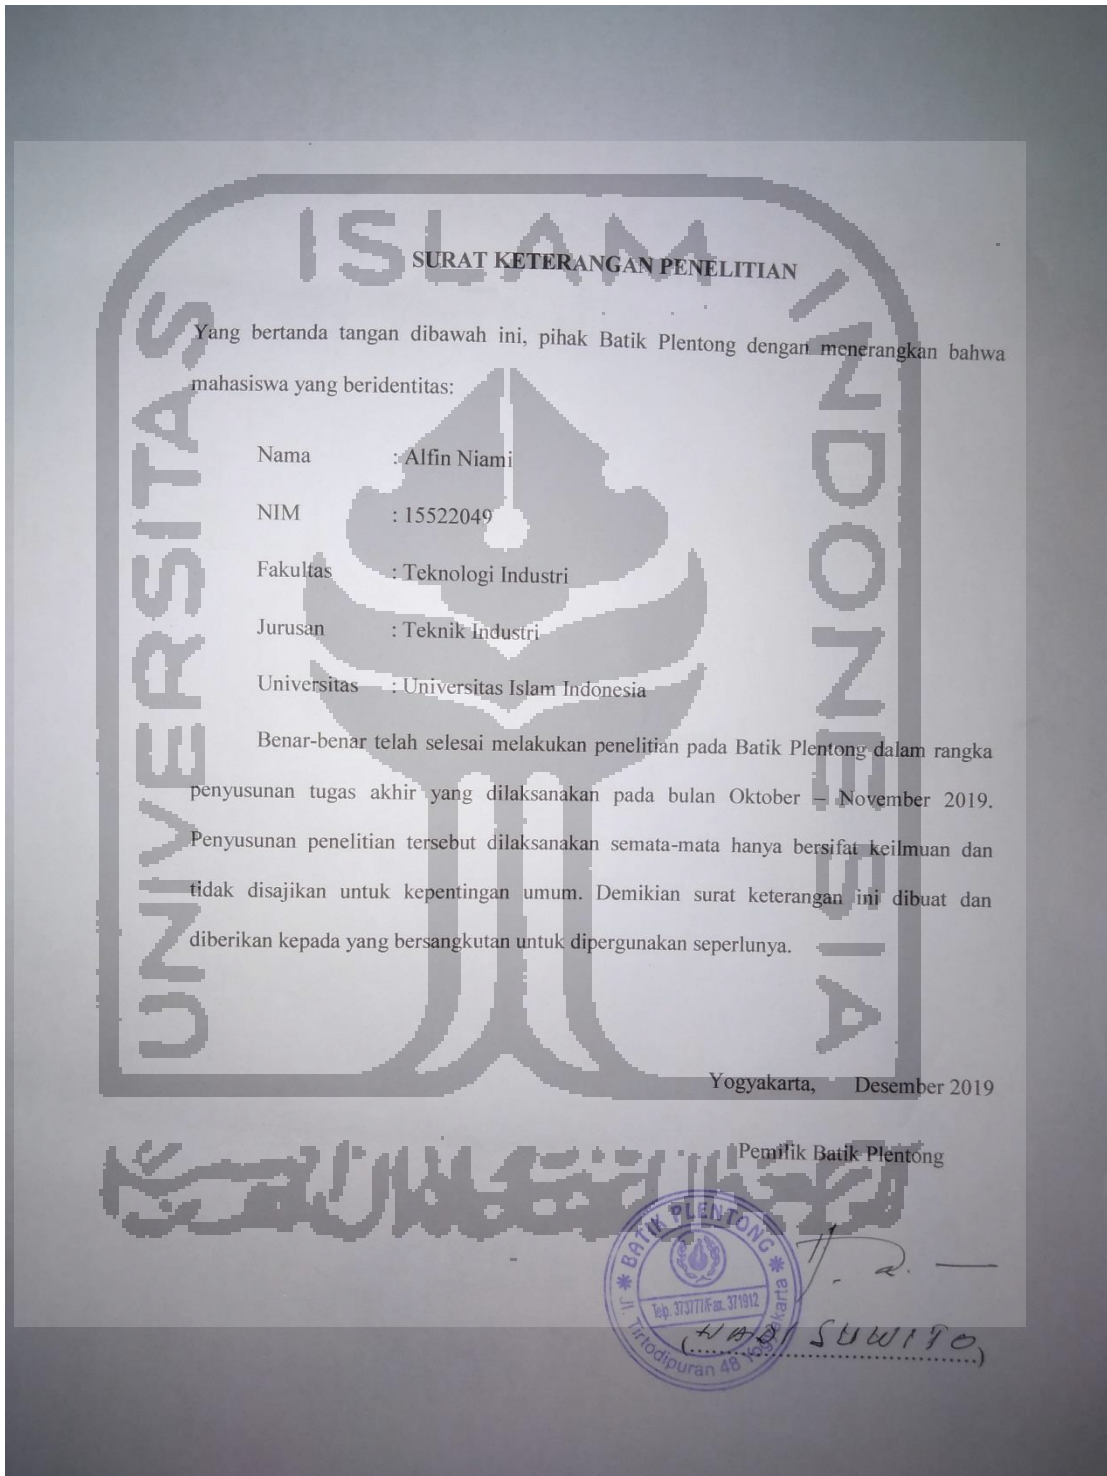 SURAT KETERANGAN PENELITIAN
Yang bertanda tangan dibawah ini, pihak Batik Plentong dengan menerangkan bahwa
mahasiswa yang beridentitas:
Nama : Alfin Niami
NIM : 15522049
Fakultas : Teknologi Industri
Jurusan : Teknik Industri
Universitas : Universitas Islam Indonesia
Benar-benar telah selesai melakukan penelitian pada Batik Plentong dalam rangka
penyusunan tugas akhir yang dilaksanakan pada bulan Oktober – November 2019.
Penyusunan penelitian tersebut dilaksanakan semata-mata hanya bersifat keilmuan dan
tidak disajikan untuk kepentingan umum. Demikian surat keterangan ini dibuat dan
diberikan kepada yang bersangkutan untuk dipergunakan seperlunya.
Yogyakarta, Desember 2019
Pemilik Batik Plentong
BATIK PLENTONG
Telp. 373777/Fax. 371912
Jl. Tirtodipuran 48 Yogyakarta
(HADI SUWITO)
UNIVERSITAS ISLAM INDONESIA